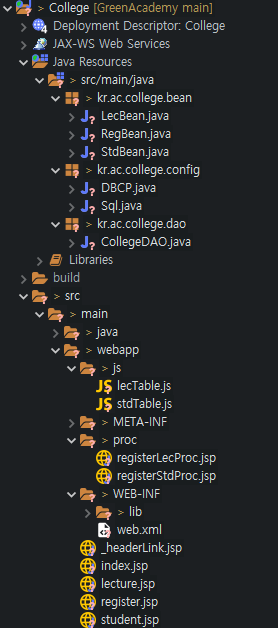 > College [GreenAcademy main]
Deployment Descriptor: College
JAX-WS Web Services
Java Resources
> src/main/java
> kr.ac.college.bean
LecBean.java
RegBean.java
StdBean.java
> kr.ac.college.config
DBCP.java
Sql.java
> kr.ac.college.dao
CollegeDAO.java
Libraries
build
> src
> main
> java
> webapp
> js
lecTable.js
stdTable.js
> META-INF
> proc
registerLecProc.jsp
registerStdProc.jsp
> WEB-INF
> lib
web.xml
_headerLink.jsp
index.jsp
lecture.jsp
register.jsp
student.jsp